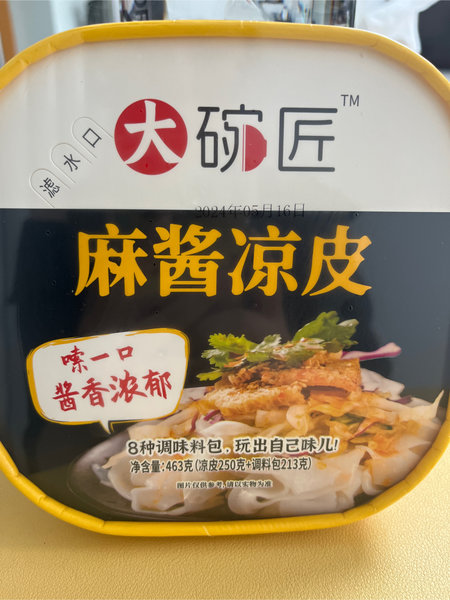 大碗匠™
滤水口
2024年05月16日
麻酱凉皮
嗦一口
酱香浓郁
8种调味料包，玩出自己味儿!
净含量:463克(凉皮250克+调料包213克)
图片仅供参考,请以实物为准